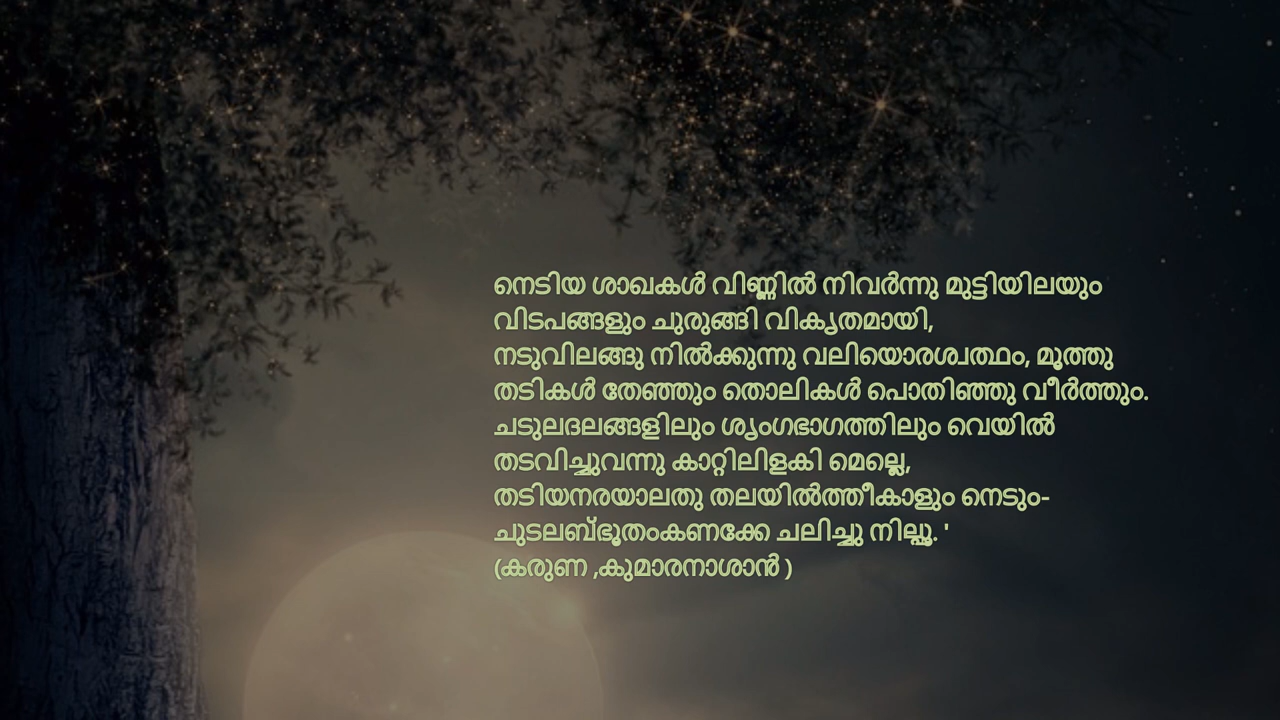 നെടിയ ശാഖകൾ വിണ്ണിൽ നിവർന്നു മുട്ടിയിലയും
വിടപങ്ങളും ചുരുങ്ങി വികൃതമായി,
നടുവിലങ്ങു നിൽക്കുന്നു വലിയൊരശ്വത്ഥം, മൂത്തു
തടികൾ തേഞ്ഞും തൊലികൾ പൊതിഞ്ഞു വീർത്തും.
ചടുലദലങ്ങളിലും ശൃംഗഭാഗത്തിലും വെയിൽ
തടവിച്ചുവന്നു കാറ്റിലിളകി മെല്ലെ,
തടിയനരയാലതു തലയിൽത്തീകാളും നെടും-
ചുടലബ്ഭൂതംകണക്കേ ചലിച്ചു നില്പൂ. '
(കരുണ ,കുമാരനാശാൻ )